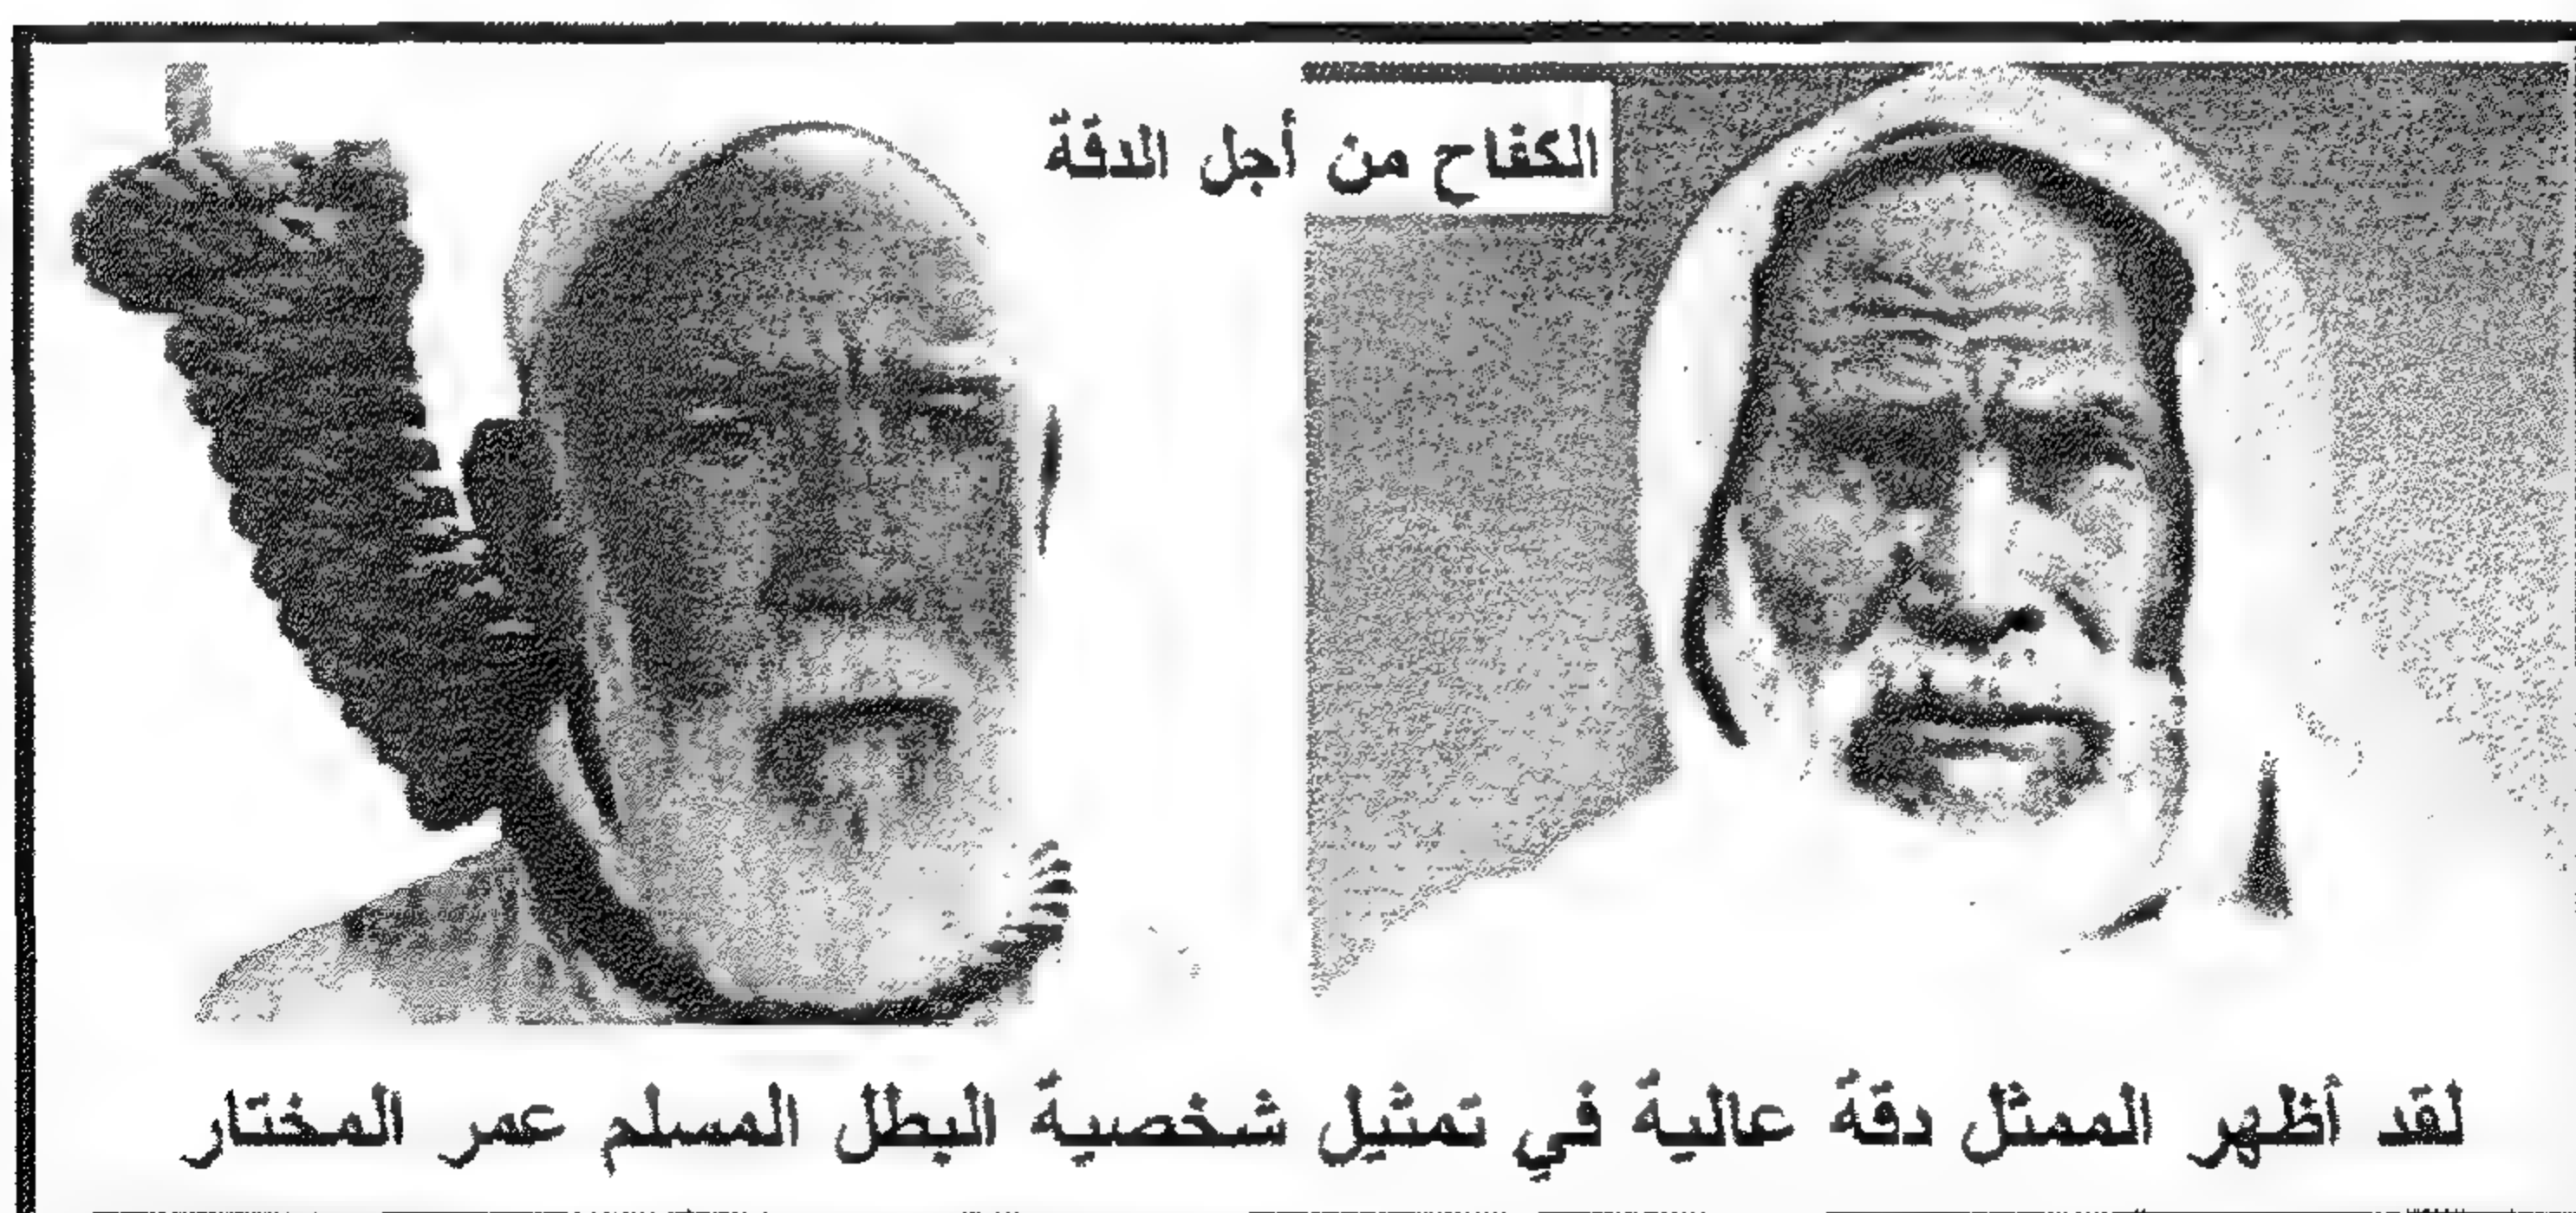 الكفاح من أجل الدقة
لقد أظهر الممثل دقة عالية في تمثيل شخصية البطل المسلم عمر المختار